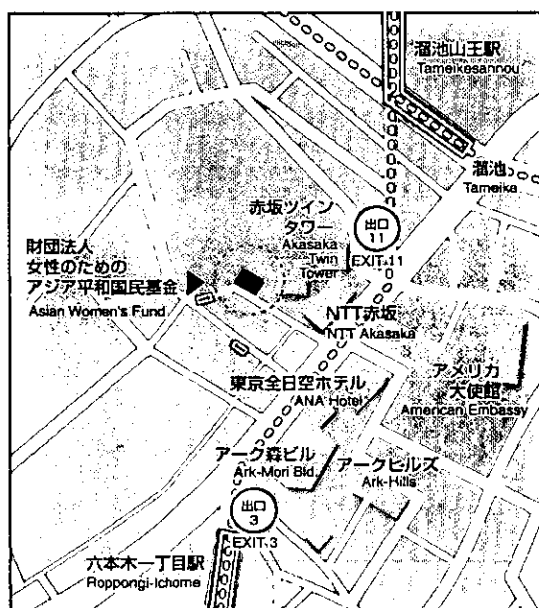 溜池山王駅
Tameikesannou
溜池
Tameike
赤坂ツイン
タワー
Akasaka
Twin
Tower
出口
11
EXIT 11
財団法人
女性のための
アジア平和国民基金
Asian Women's Fund
NTT赤坂
NTT Akasaka
アメリカ
大使館
American Embassy
東京全日空ホテル
ANA Hotel
アーク森ビル
Ark-Mori Bld.
アークヒルズ
Ark-Hills
出口
3
EXIT 3
六本木一丁目駅
Roppongi-Ichome